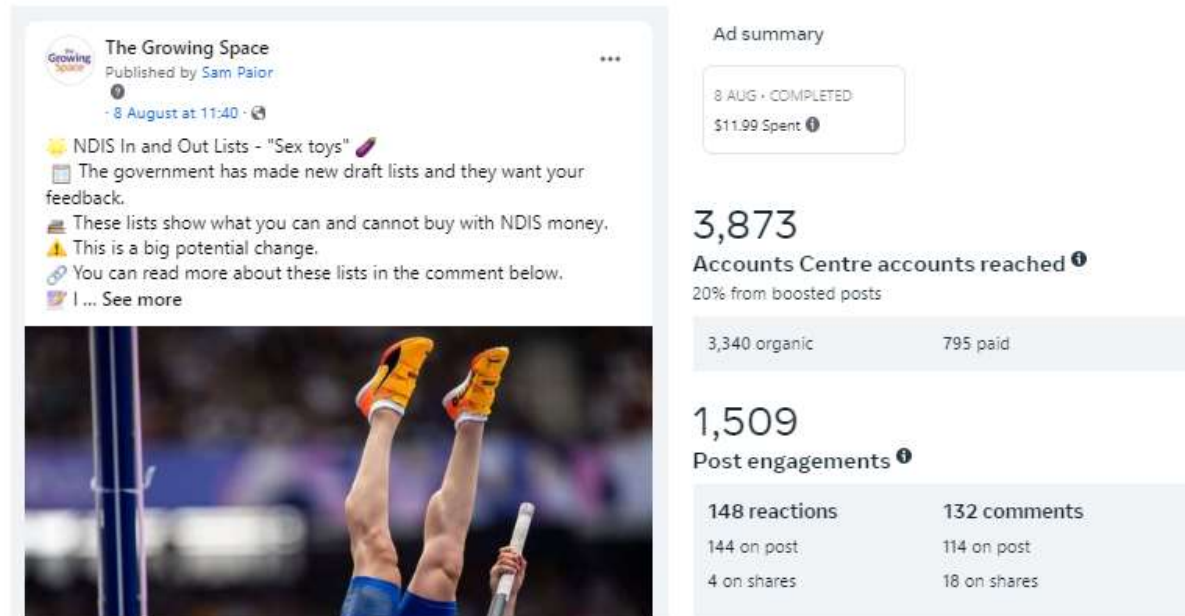 The Growing Space
The Growing Space
Published by Sam Paior
· 8 August at 11:40 ·
NDIS In and Out Lists - "Sex toys" 🍆
The government has made new draft lists and they want your
feedback.
These lists show what you can and cannot buy with NDIS money.
⚠️ This is a big potential change.
🔗 You can read more about these lists in the comment below.
📝 I ... See more
Ad summary
8 AUG • COMPLETED
$11.99 Spent
3,873
Accounts Centre accounts reached
20% from boosted posts
3,340 organic 795 paid
1,509
Post engagements
148 reactions 132 comments
144 on post 114 on post
4 on shares 18 on shares